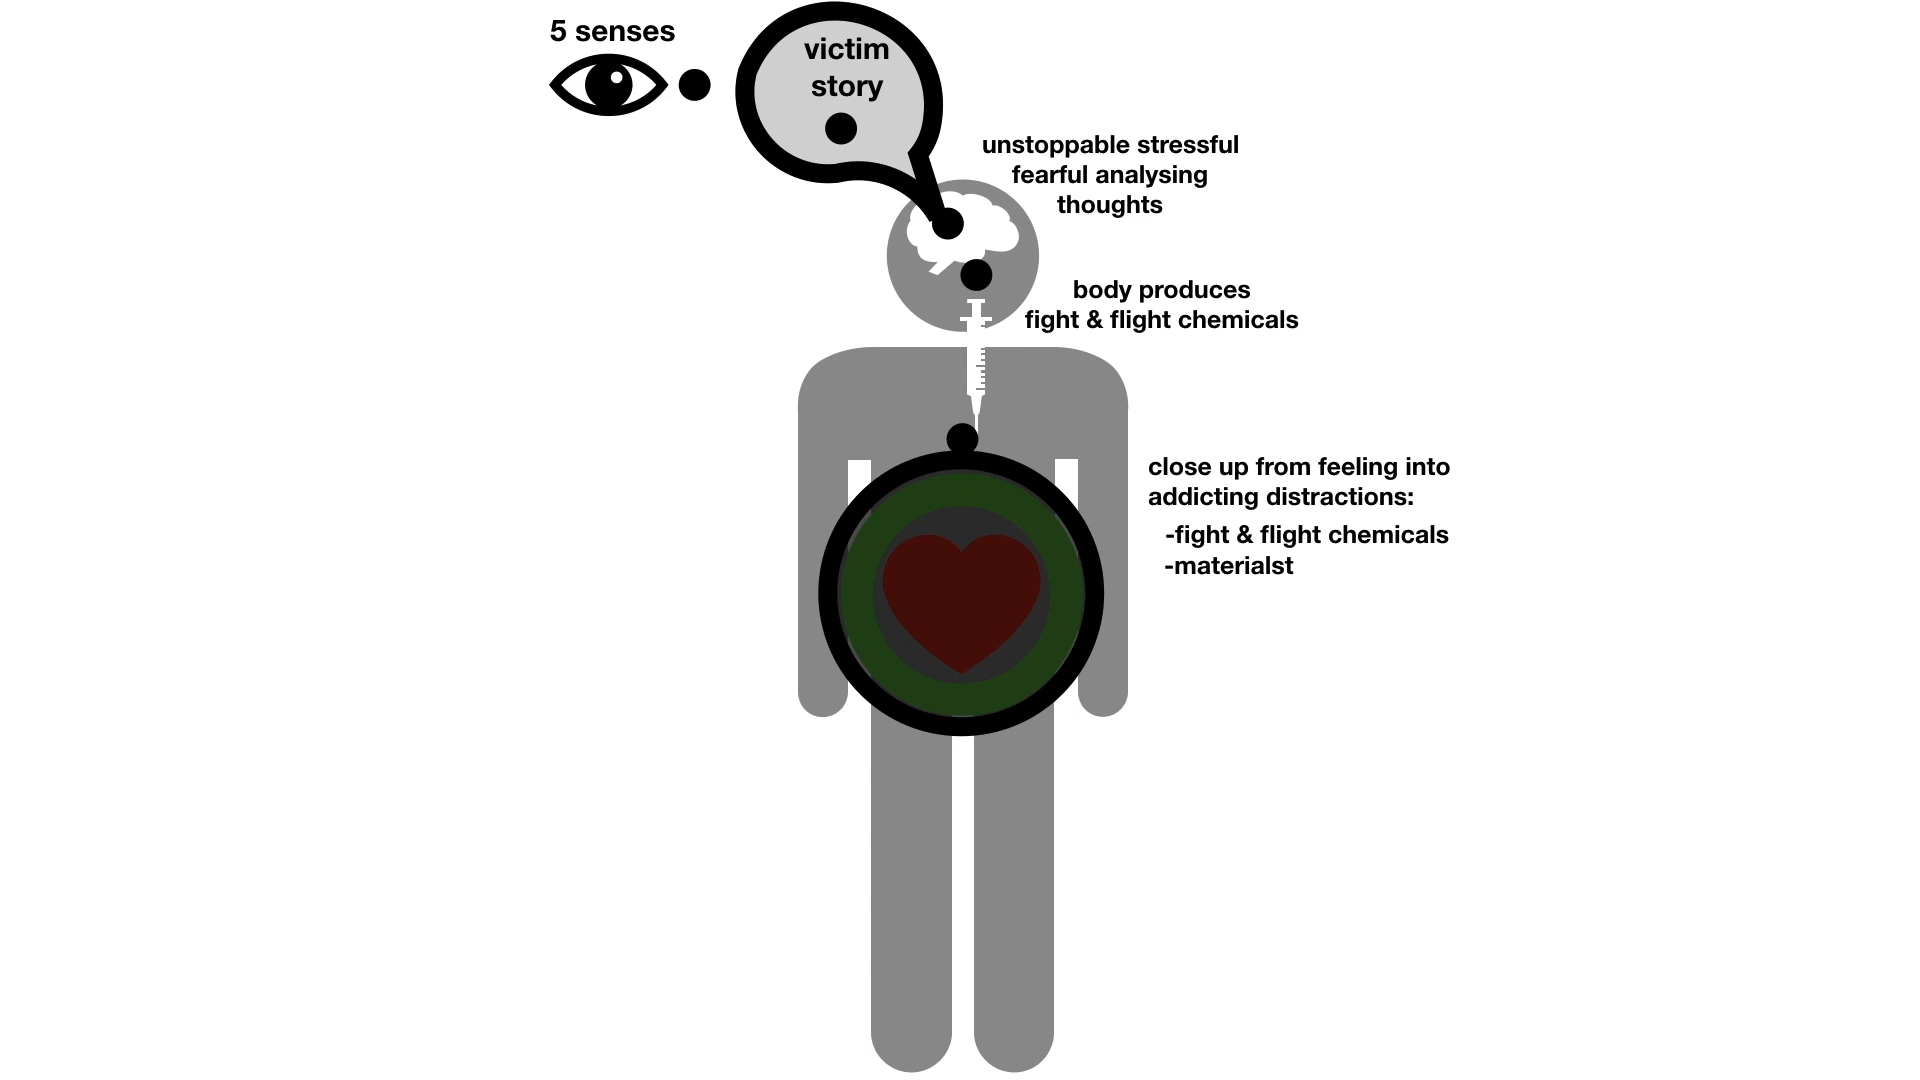 5 senses
victim
story
unstoppable stressful
fearful analysing
thoughts
body produces
fight & flight chemicals
close up from feeling into
addicting distractions:
-fight & flight chemicals
-materialst